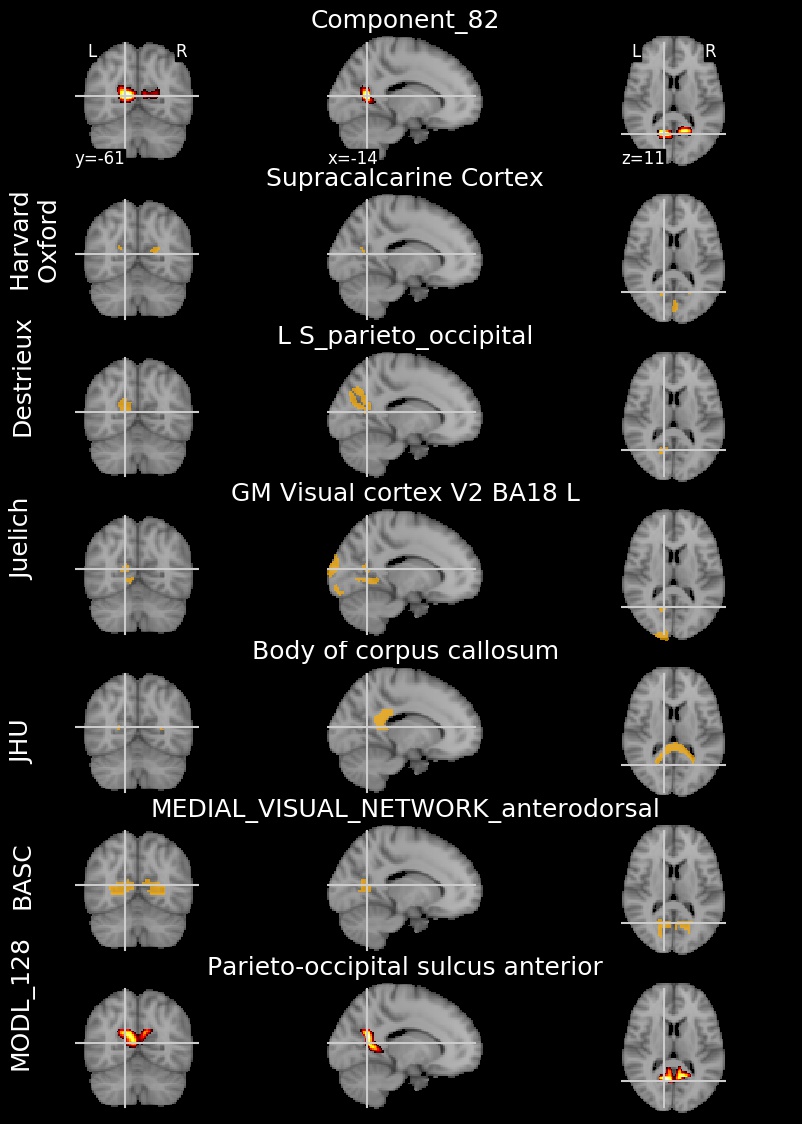 Component_82
L R L R
y=-61 x=-14 z=11
Harvard
Oxford
Supracalcarine Cortex
Destrieux
L S_parieto_occipital
Juelich
GM Visual cortex V2 BA18 L
JHU
Body of corpus callosum
BASC
MEDIAL_VISUAL_NETWORK_anterodorsal
MODL_128
Parieto-occipital sulcus anterior